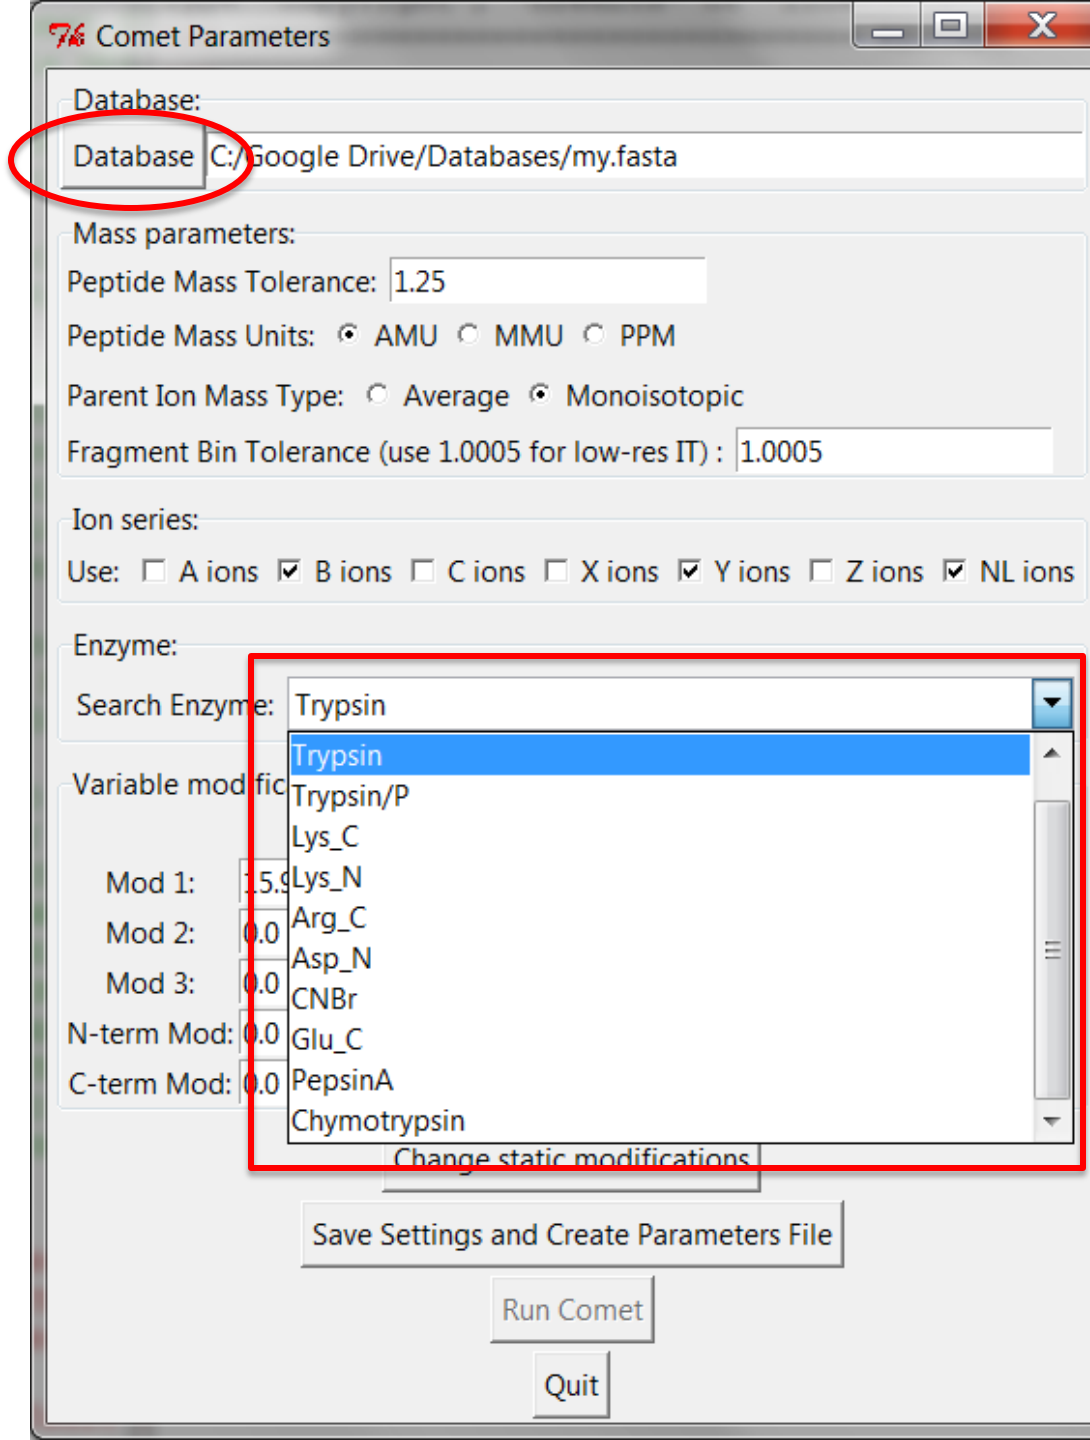 Comet Parameters
Database:
Database C:/Google Drive/Databases/my.fasta
Mass parameters:
Peptide Mass Tolerance: 1.25
Peptide Mass Units: AMU MMU PPM
Parent Ion Mass Type: Average Monoisotopic
Fragment Bin Tolerance (use 1.0005 for low-res IT) : 1.0005
Ion series:
Use: A ions B ions C ions X ions Y ions Z ions NL ions
Enzyme:
Search Enzyme: Trypsin
Trypsin
Variable modific
Trypsin/P
Lys_C
Mod 1: 15.9
Lys_N
Mod 2: 0.0
Arg_C
Asp_N
Mod 3: 0.0
CNBr
N-term Mod: 0.0
Glu_C
C-term Mod: 0.0
PepsinA
Chymotrypsin
Change static modifications
Save Settings and Create Parameters File
Run Comet
Quit